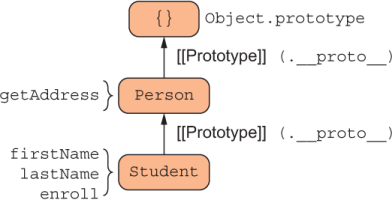 {} Object.prototype
[[Prototype]] (.__proto__)
getAddress Person
[[Prototype]] (.__proto__)
firstName
lastName Student
enroll